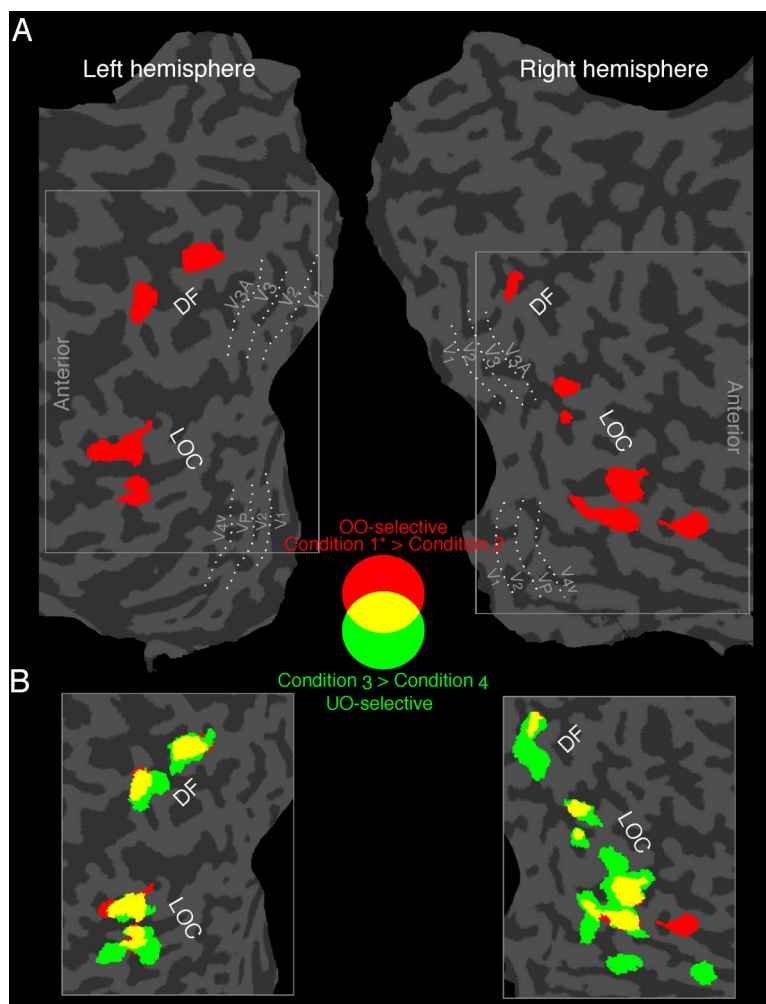 A
Left hemisphere
Right hemisphere
DF
V3A
V3
V2
V1
Anterior
LOC
V4v
VP
V2
V1
DF
V1
V2
V3
V3A
LOC
Anterior
V1
V2
VP
V4v
OO-selective
Condition 1* > Condition 2
Condition 3 > Condition 4
UO-selective
B
DF
LOC
DF
LOC